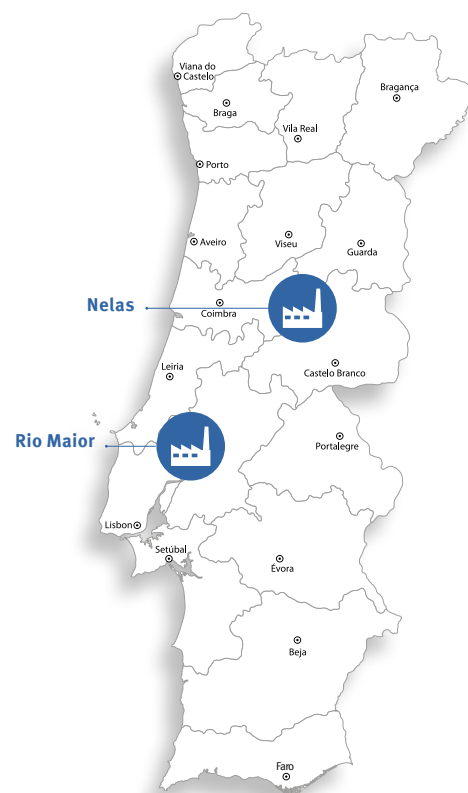 Viana do
Castelo
Bragança
Braga
Vila Real
Porto
Aveiro
Viseu
Guarda
Nelas
Coimbra
Leiria
Castelo Branco
Rio Maior
Portalegre
Lisbon
Setúbal
Évora
Beja
Faro